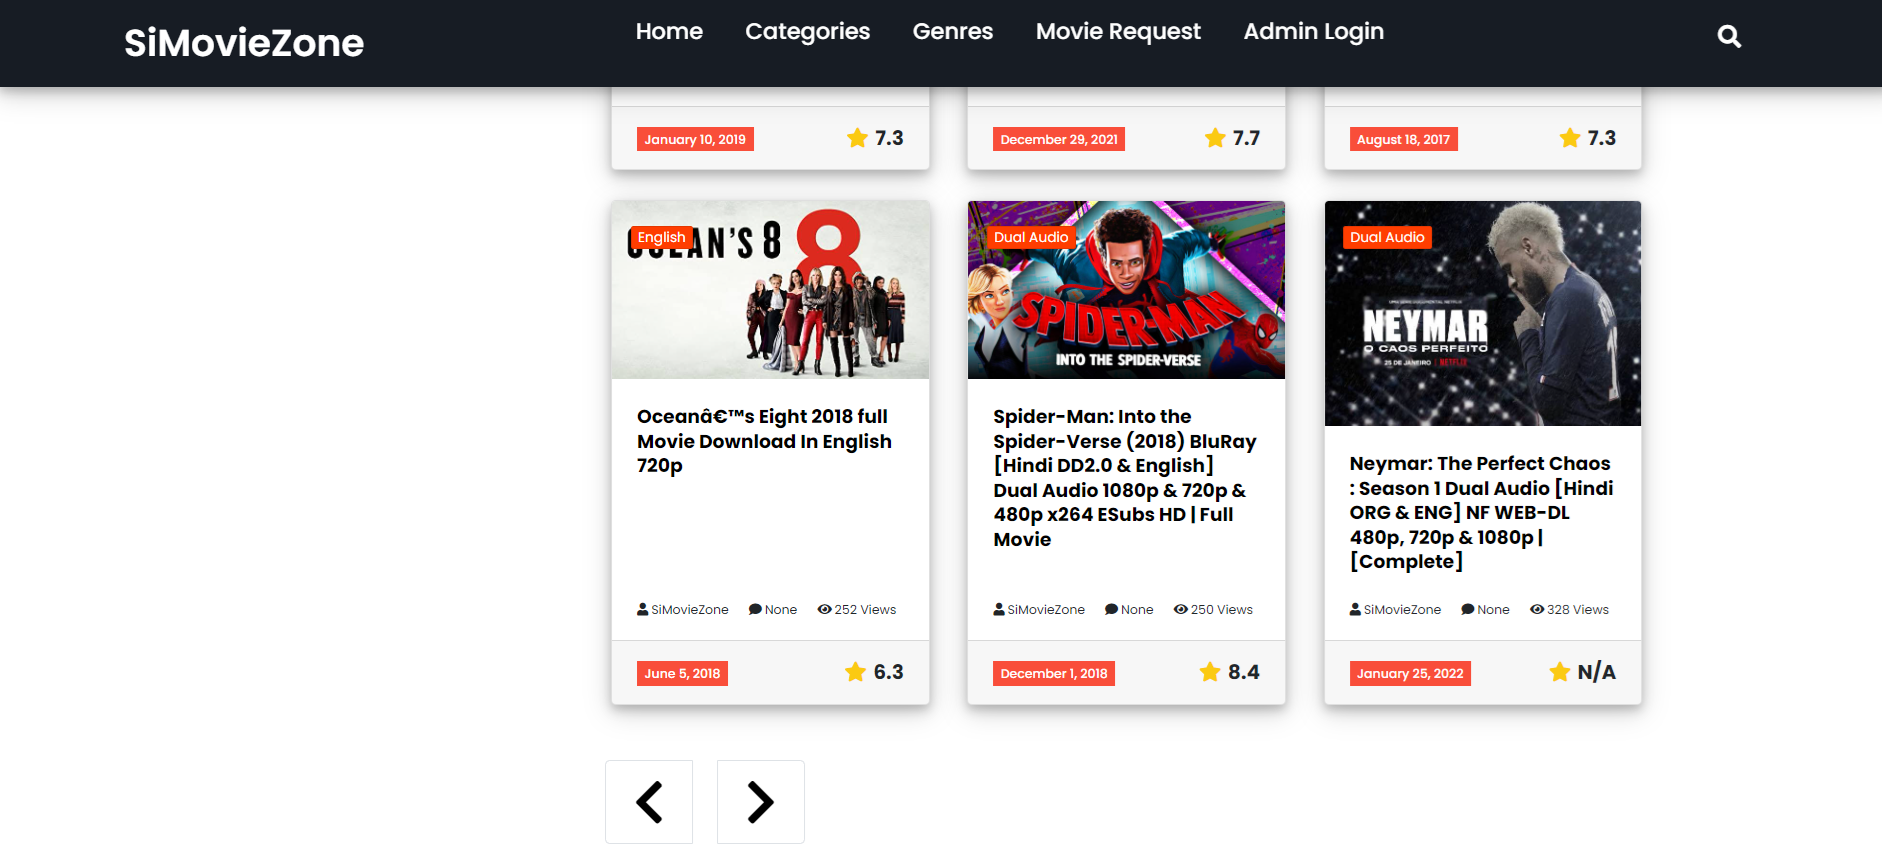 SiMovieZone
Home Categories Genres Movie Request Admin Login
January 10, 2019 7.3
December 29, 2021 7.7
August 18, 2017 7.3
English
OCEAN'S 8
8
Oceanâ€™s Eight 2018 full
Movie Download In English
720p
SiMovieZone None 252 Views
June 5, 2018 6.3
Dual Audio
SPIDER-MAN
INTO THE SPIDER-VERSE
Spider-Man: Into the
Spider-Verse (2018) BluRay
[Hindi DD2.0 & English]
Dual Audio 1080p & 720p &
480p x264 ESubs HD | Full
Movie
SiMovieZone None 250 Views
December 1, 2018 8.4
Dual Audio
NEYMAR
O CAOS PERFEITO
25 DE JANEIRO | NETFLIX
Neymar: The Perfect Chaos
: Season 1 Dual Audio [Hindi
ORG & ENG] NF WEB-DL
480p, 720p & 1080p |
[Complete]
SiMovieZone None 328 Views
January 25, 2022 N/A